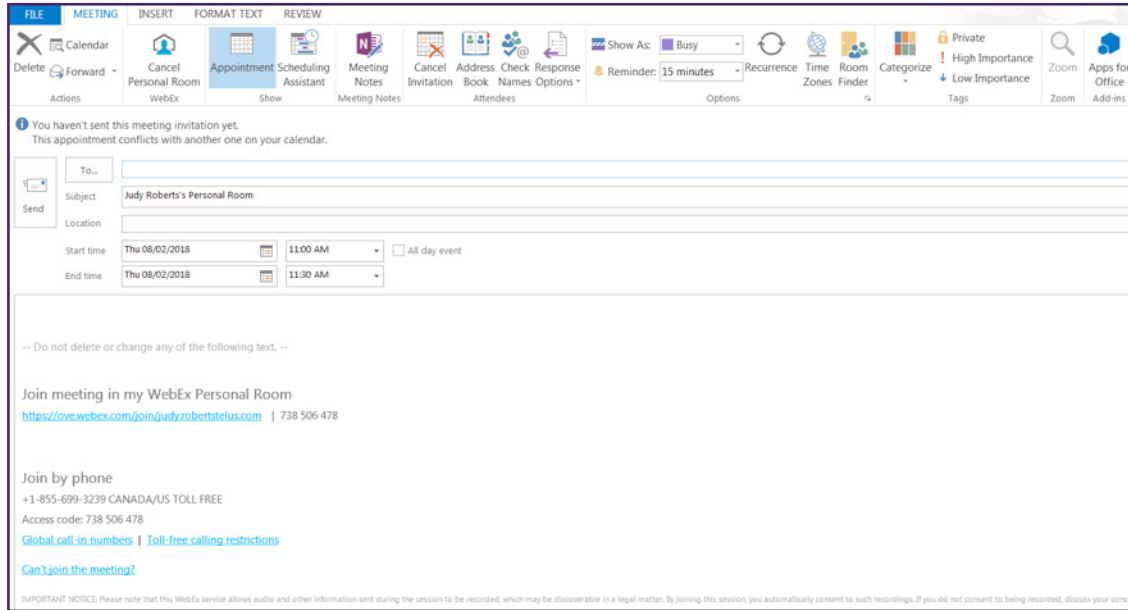 FILE MEETING INSERT FORMAT TEXT REVIEW
Delete
Calendar
Forward
Actions
Cancel Personal Room
WebEx
Appointment
Scheduling Assistant
Show
Meeting Notes
Meeting Notes
Cancel Invitation
Address Book
Check Names
Response Options
Attendees
Show As: Busy
Reminder: 15 minutes
Recurrence
Time Zones
Room Finder
Options
Categorize
Private
High Importance
Low Importance
Tags
Zoom
Zoom
Apps for Office
Add-ins
You haven't sent this meeting invitation yet.
This appointment conflicts with another one on your calendar.
Send
To...
Subject Judy Roberts's Personal Room
Location
Start time Thu 08/02/2018 11:00 AM All day event
End time Thu 08/02/2018 11:30 AM
-- Do not delete or change any of the following text. --
Join meeting in my WebEx Personal Room
https://ove.webex.com/join/judy.robertstelus.com | 738 506 478
Join by phone
+1-855-699-3239 CANADA/US TOLL FREE
Access code: 738 506 478
Global call-in numbers | Toll-free calling restrictions
Can't join the meeting?
IMPORTANT NOTICE: Please note that this WebEx service allows audio and other information sent during the session to be recorded, which may be discoverable in a legal matter. By joining this session, you automatically consent to such recordings. If you do not consent to being recorded, discuss your